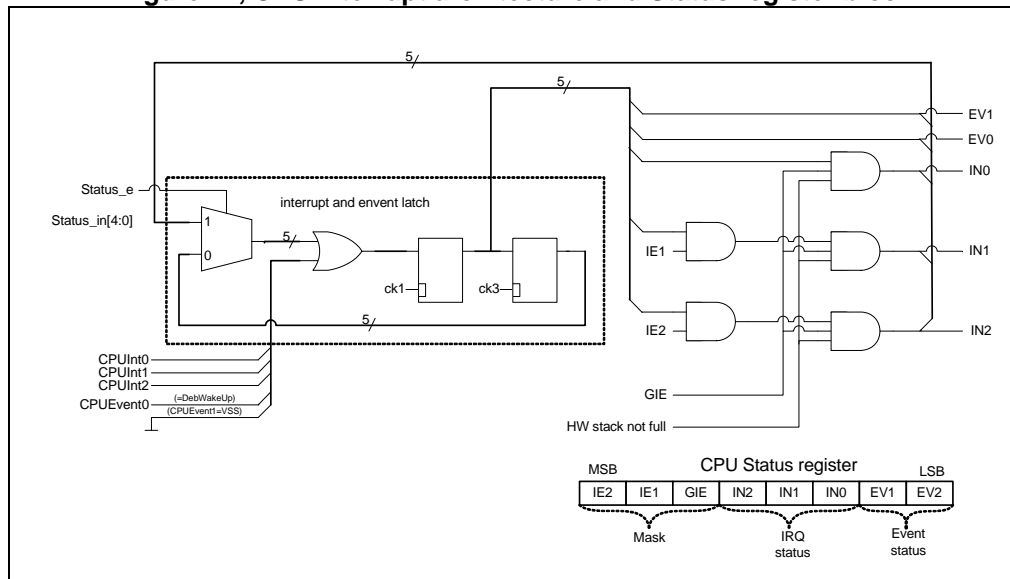 5
5
EV1
EV0
IN0
Status_e
interrupt and envent latch
Status_in[4:0]
1
5
0
IE1
IN1
ck1
ck3
IE2
IN2
5
CPUInt0
CPUInt1
CPUInt2
CPUEvent0
(=DebWakeUp)
(CPUEvent1=VSS)
GIE
HW stack not full
MSB
CPU Status register
LSB
IE2 IE1 GIE IN2 IN1 IN0 EV1 EV2
Mask
IRQ
status
Event
status